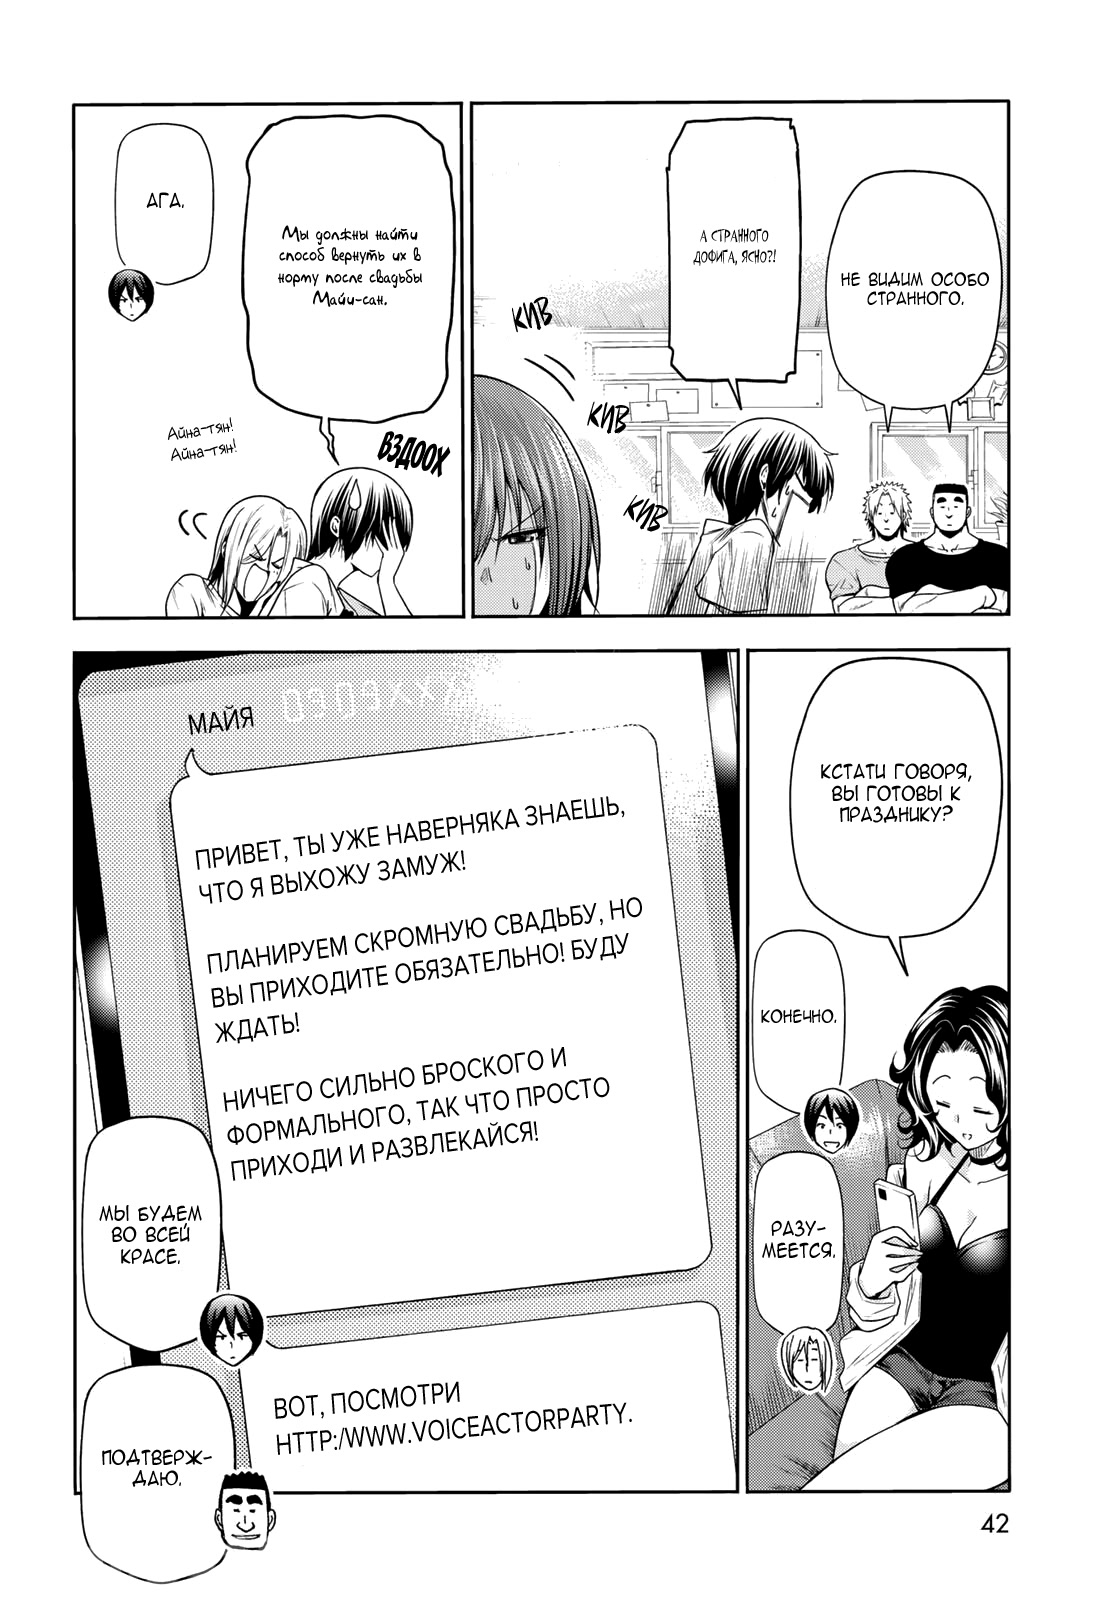 НЕ ВИДИМ ОСОБО
СТРАННОГО.
А СТРАННОГО
ДОФИГА, ЯСНО?!
КИВ
КИВ
КИВ
Мы должны найти
способ вернуть их в
норму после свадьбы
Майи-сан.
АГА.
ВЗДООХ
Айна-тян!
Айна-тян!
КСТАТИ ГОВОРЯ,
ВЫ ГОТОВЫ К
ПРАЗДНИКУ?
КОНЕЧНО.
РАЗУ-
МЕЕТСЯ.
МАЙЯ
ПРИВЕТ, ТЫ УЖЕ НАВЕРНЯКА ЗНАЕШЬ,
ЧТО Я ВЫХОЖУ ЗАМУЖ!
ПЛАНИРУЕМ СКРОМНУЮ СВАДЬБУ, НО
ВЫ ПРИХОДИТЕ ОБЯЗАТЕЛЬНО! БУДУ
ЖДАТЬ!
НИЧЕГО СИЛЬНО БРОСКОГО И
ФОРМАЛЬНОГО, ТАК ЧТО ПРОСТО
ПРИХОДИ И РАЗВЛЕКАЙСЯ!
ВОТ, ПОСМОТРИ
HTTP:/WWW.VOICEACTORPARTY.
МЫ БУДЕМ
ВО ВСЕЙ
КРАСЕ.
ПОДТВЕРЖ-
ДАЮ.
42